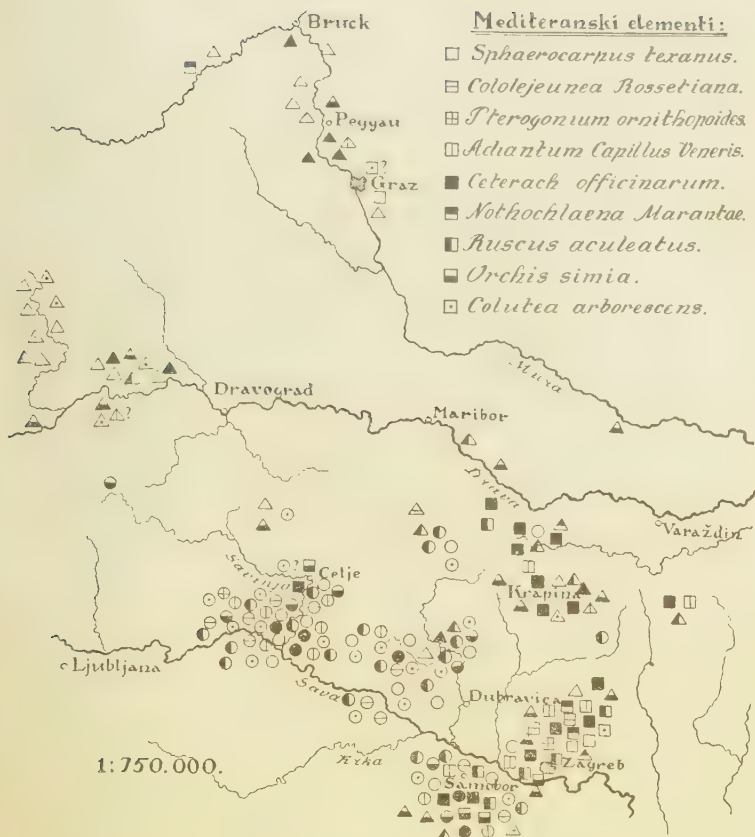 Mediteranski elementi:
Sphaerocarpus texanus.
Cololejeunea Rossetiana.
Pterogonium ornithopoides.
Adiantum Capillus Veneris.
Ceterach officinarum.
Nothochlaena Marantae.
Ruscus aculeatus.
Orchis simia.
Colutea arborescens.
Bruck
Peggau
?
Graz
Mura
Dravograd
?
Maribor
Drava
Varaždin
?
Savinja
Celje
Krapina
Ljubljana
Sava
Dubravica
1:750.000.
Krka
Zagreb
Samobor